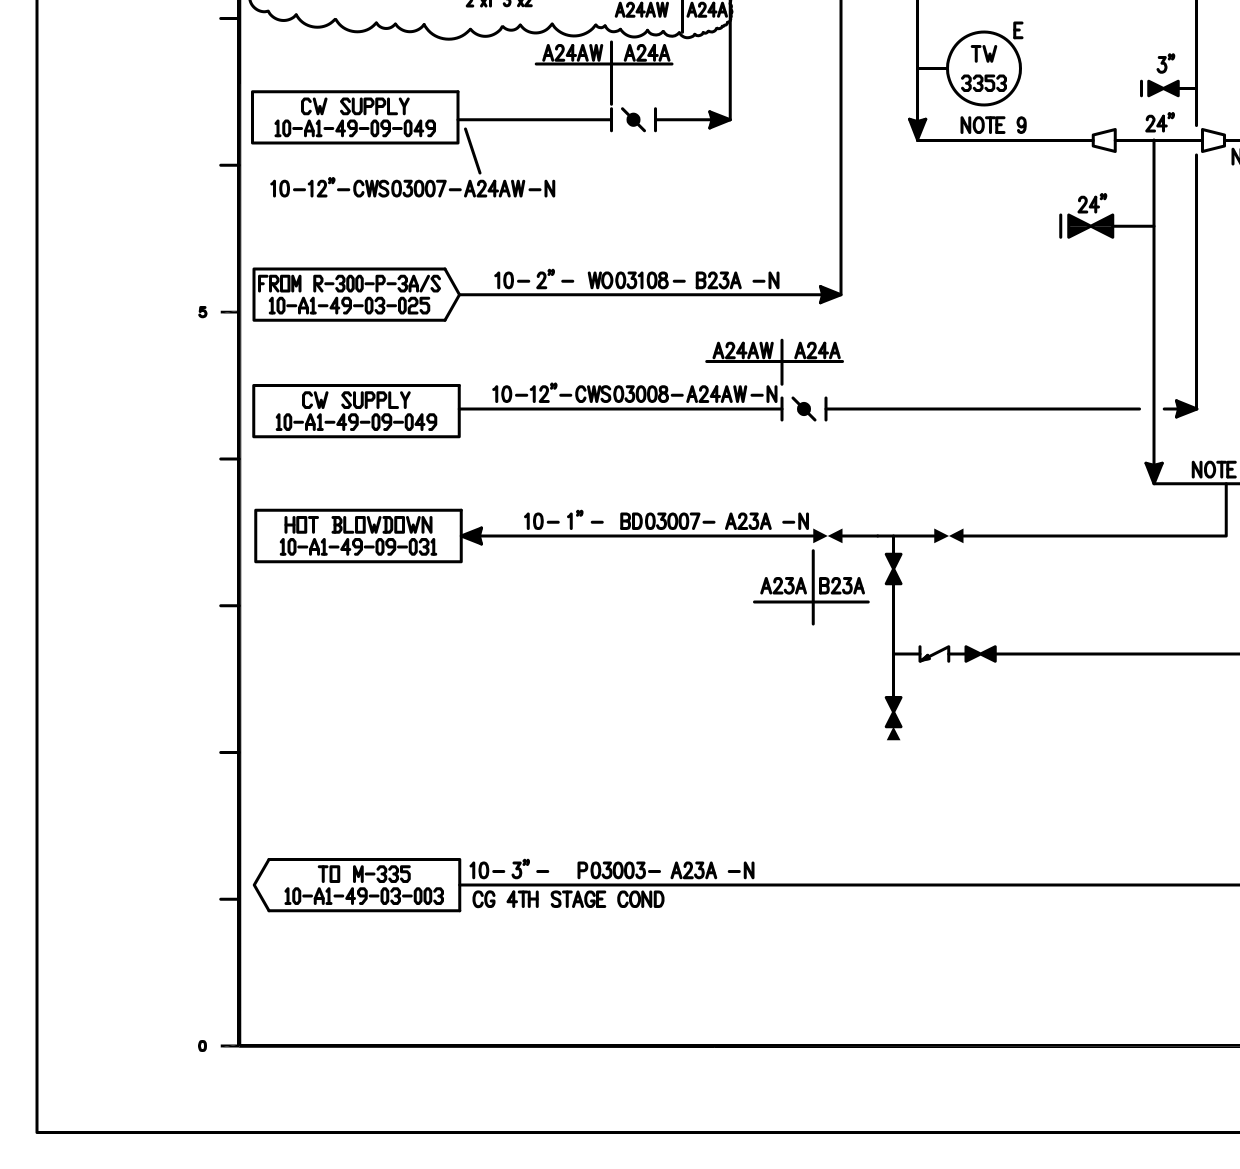 A24AW A24A
A24AW A24A
E
TW
3353
3"
CW SUPPLY
10-A1-49-09-049
NOTE 9
24"
10-12"-CWS03007-A24AW-N
24"
FROM R-300-P-3A/S
10-A1-49-03-025
10-2"- WO03108- B23A -N
5
A24AW A24A
CW SUPPLY
10-A1-49-09-049
10-12"-CWS03008-A24AW-N
NOTE
HOT BLOWDOWN
10-A1-49-09-031
10-1"- BD03007- A23A -N
A23A B23A
TO M-335
10-A1-49-03-003
10-3"- P03003- A23A -N
CG 4TH STAGE COND
0